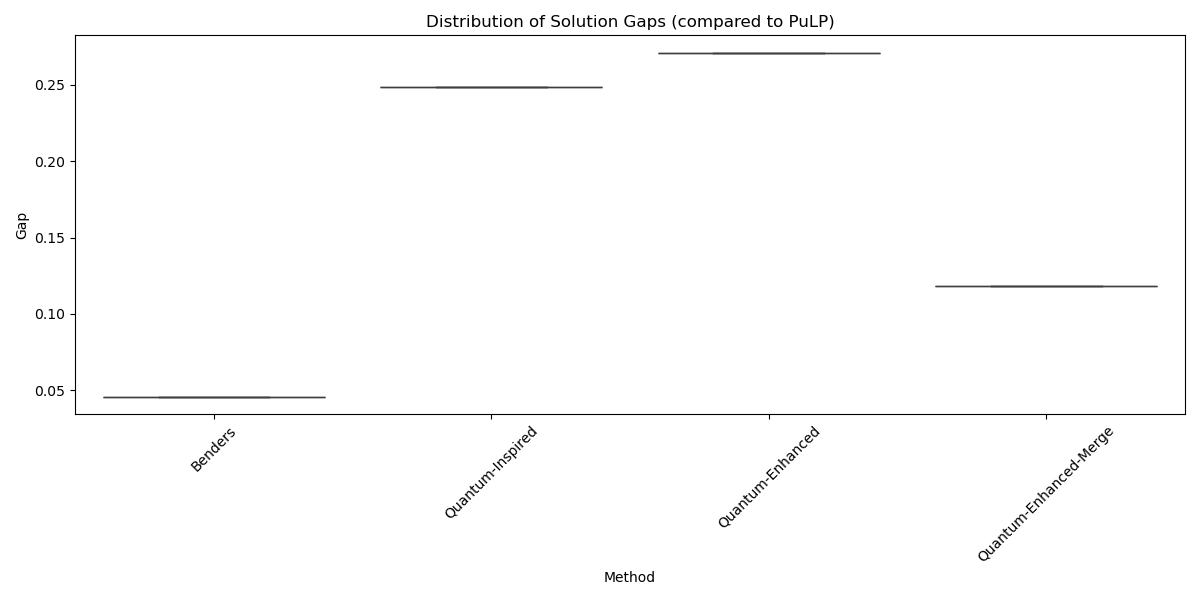 Distribution of Solution Gaps (compared to PuLP)
Gap
0.25
0.20
0.15
0.10
0.05
Benders
Quantum-Inspired
Quantum-Enhanced
Quantum-Enhanced-Merge
Method